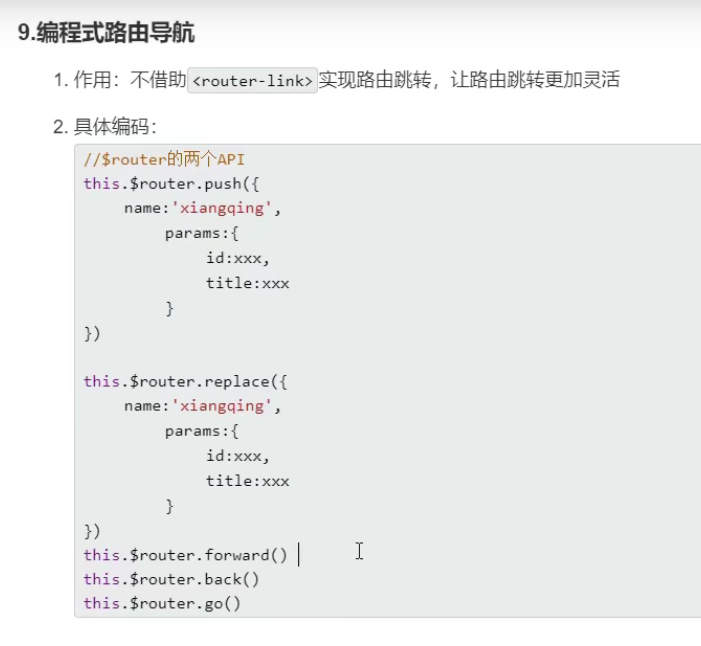 9.编程式路由导航
1. 作用：不借助<router-link>实现路由跳转，让路由跳转更加灵活
2. 具体编码：
//$router的两个API
this.$router.push({
name:'xiangqing',
params:{
id:xxx,
title:xxx
}
})
this.$router.replace({
name:'xiangqing',
params:{
id:xxx,
title:xxx
}
})
this.$router.forward()
this.$router.back()
this.$router.go()